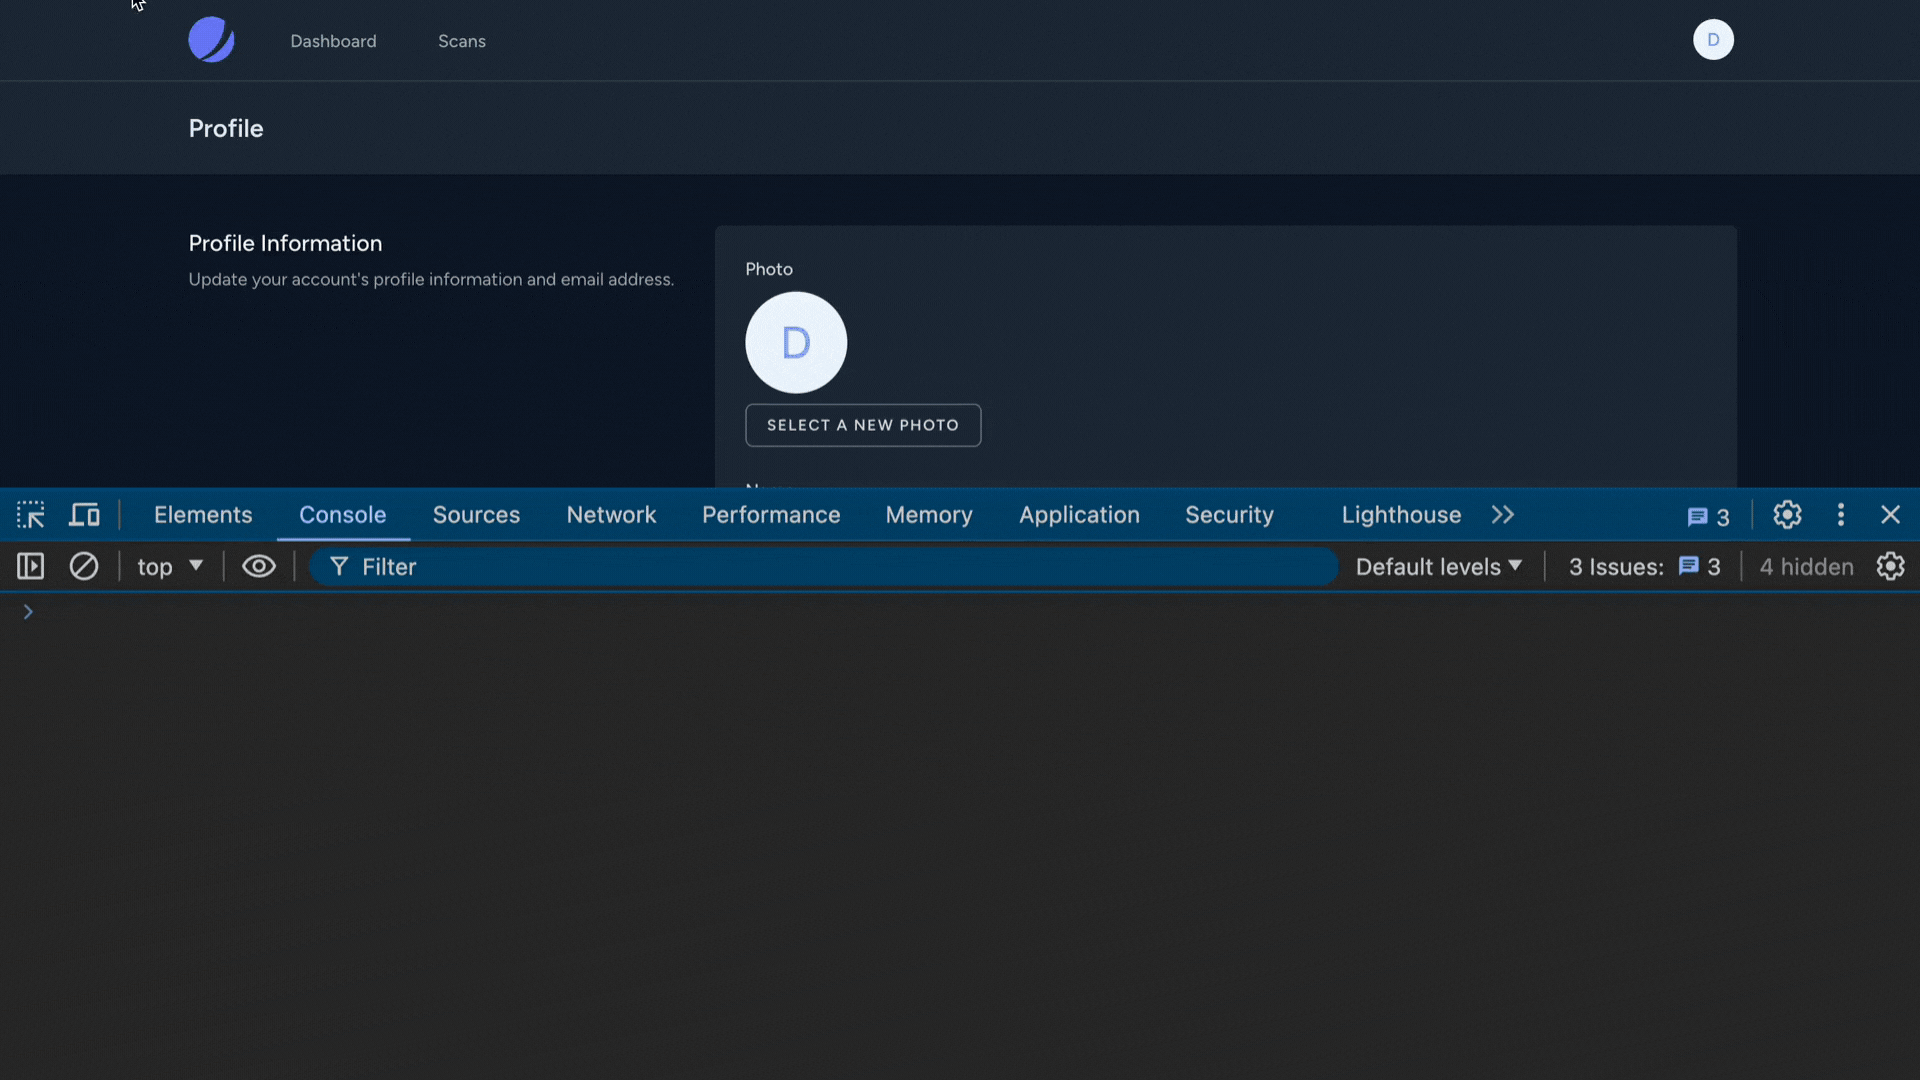 Dashboard Scans D
Profile
Profile Information
Update your account's profile information and email address.
Photo
D
SELECT A NEW PHOTO
Elements Console Sources Network Performance Memory Application Security Lighthouse 3
top Filter Default levels 3 Issues: 3 4 hidden